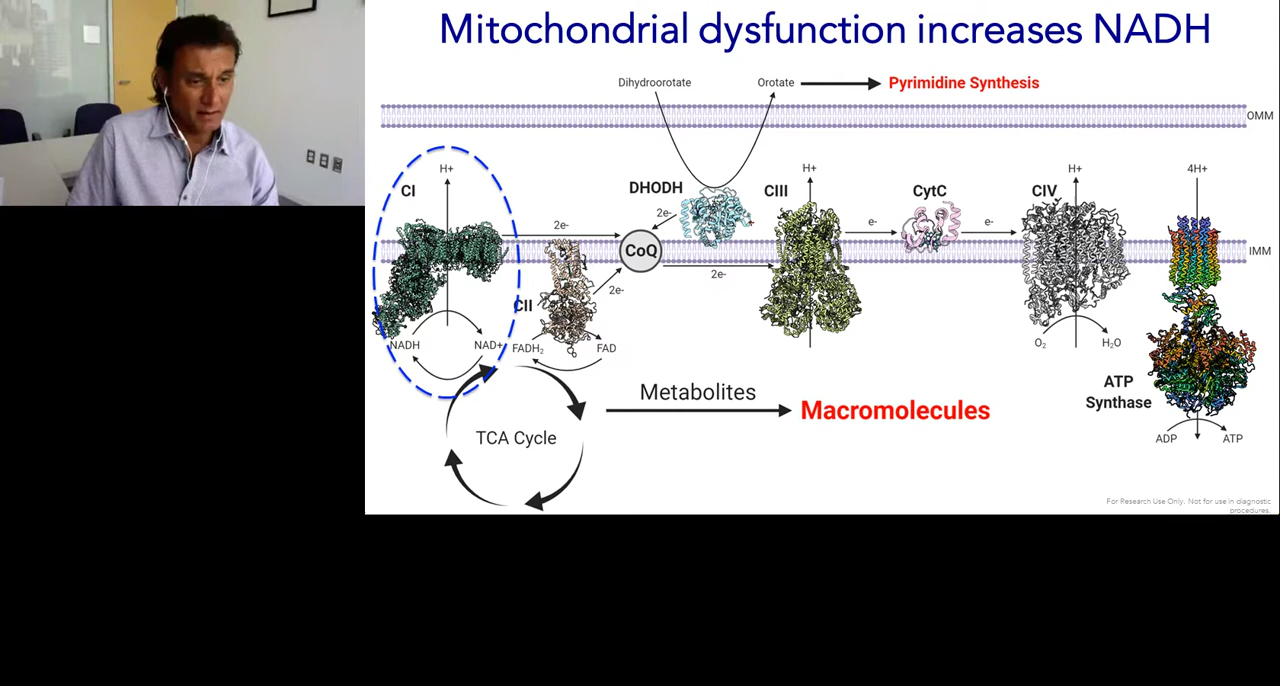 Mitochondrial dysfunction increases NADH
Dihydroorotate
Orotate
Pyrimidine Synthesis
OMM
H+
H+
H+
4H+
CI
DHODH
CIII
CytC
CIV
2e-
2e-
e-
e-
CoQ
IMM
2e-
2e-
CII
NADH
NAD+
FADH₂
FAD
O₂
H₂O
ATP
Synthase
Metabolites
Macromolecules
TCA Cycle
ADP
ATP
For Research Use Only. Not for use in diagnostic
procedures.